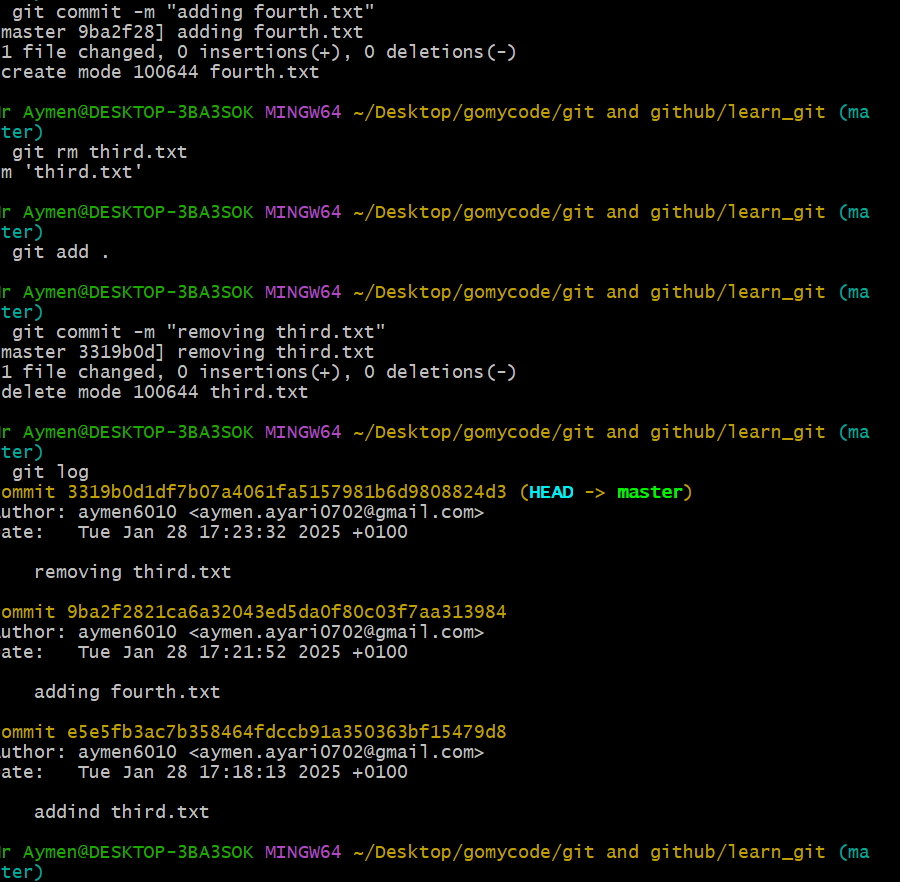 git commit -m "adding fourth.txt"
master 9ba2f28] adding fourth.txt
1 file changed, 0 insertions(+), 0 deletions(-)
create mode 100644 fourth.txt
r Aymen@DESKTOP-3BA3SOK MINGW64 ~/Desktop/gomycode/git and github/learn_git (ma
ter)
git rm third.txt
m 'third.txt'
r Aymen@DESKTOP-3BA3SOK MINGW64 ~/Desktop/gomycode/git and github/learn_git (ma
ter)
git add .
r Aymen@DESKTOP-3BA3SOK MINGW64 ~/Desktop/gomycode/git and github/learn_git (ma
ter)
git commit -m "removing third.txt"
master 3319b0d] removing third.txt
1 file changed, 0 insertions(+), 0 deletions(-)
delete mode 100644 third.txt
r Aymen@DESKTOP-3BA3SOK MINGW64 ~/Desktop/gomycode/git and github/learn_git (ma
ter)
git log
ommit 3319b0d1df7b07a4061fa5157981b6d9808824d3 (HEAD -> master)
uthor: aymen6010 <aymen.ayari0702@gmail.com>
ate:   Tue Jan 28 17:23:32 2025 +0100
removing third.txt
ommit 9ba2f2821ca6a32043ed5da0f80c03f7aa313984
uthor: aymen6010 <aymen.ayari0702@gmail.com>
ate:   Tue Jan 28 17:21:52 2025 +0100
adding fourth.txt
ommit e5e5fb3ac7b358464fdccb91a350363bf15479d8
uthor: aymen6010 <aymen.ayari0702@gmail.com>
ate:   Tue Jan 28 17:18:13 2025 +0100
addind third.txt
r Aymen@DESKTOP-3BA3SOK MINGW64 ~/Desktop/gomycode/git and github/learn_git (ma
ter)